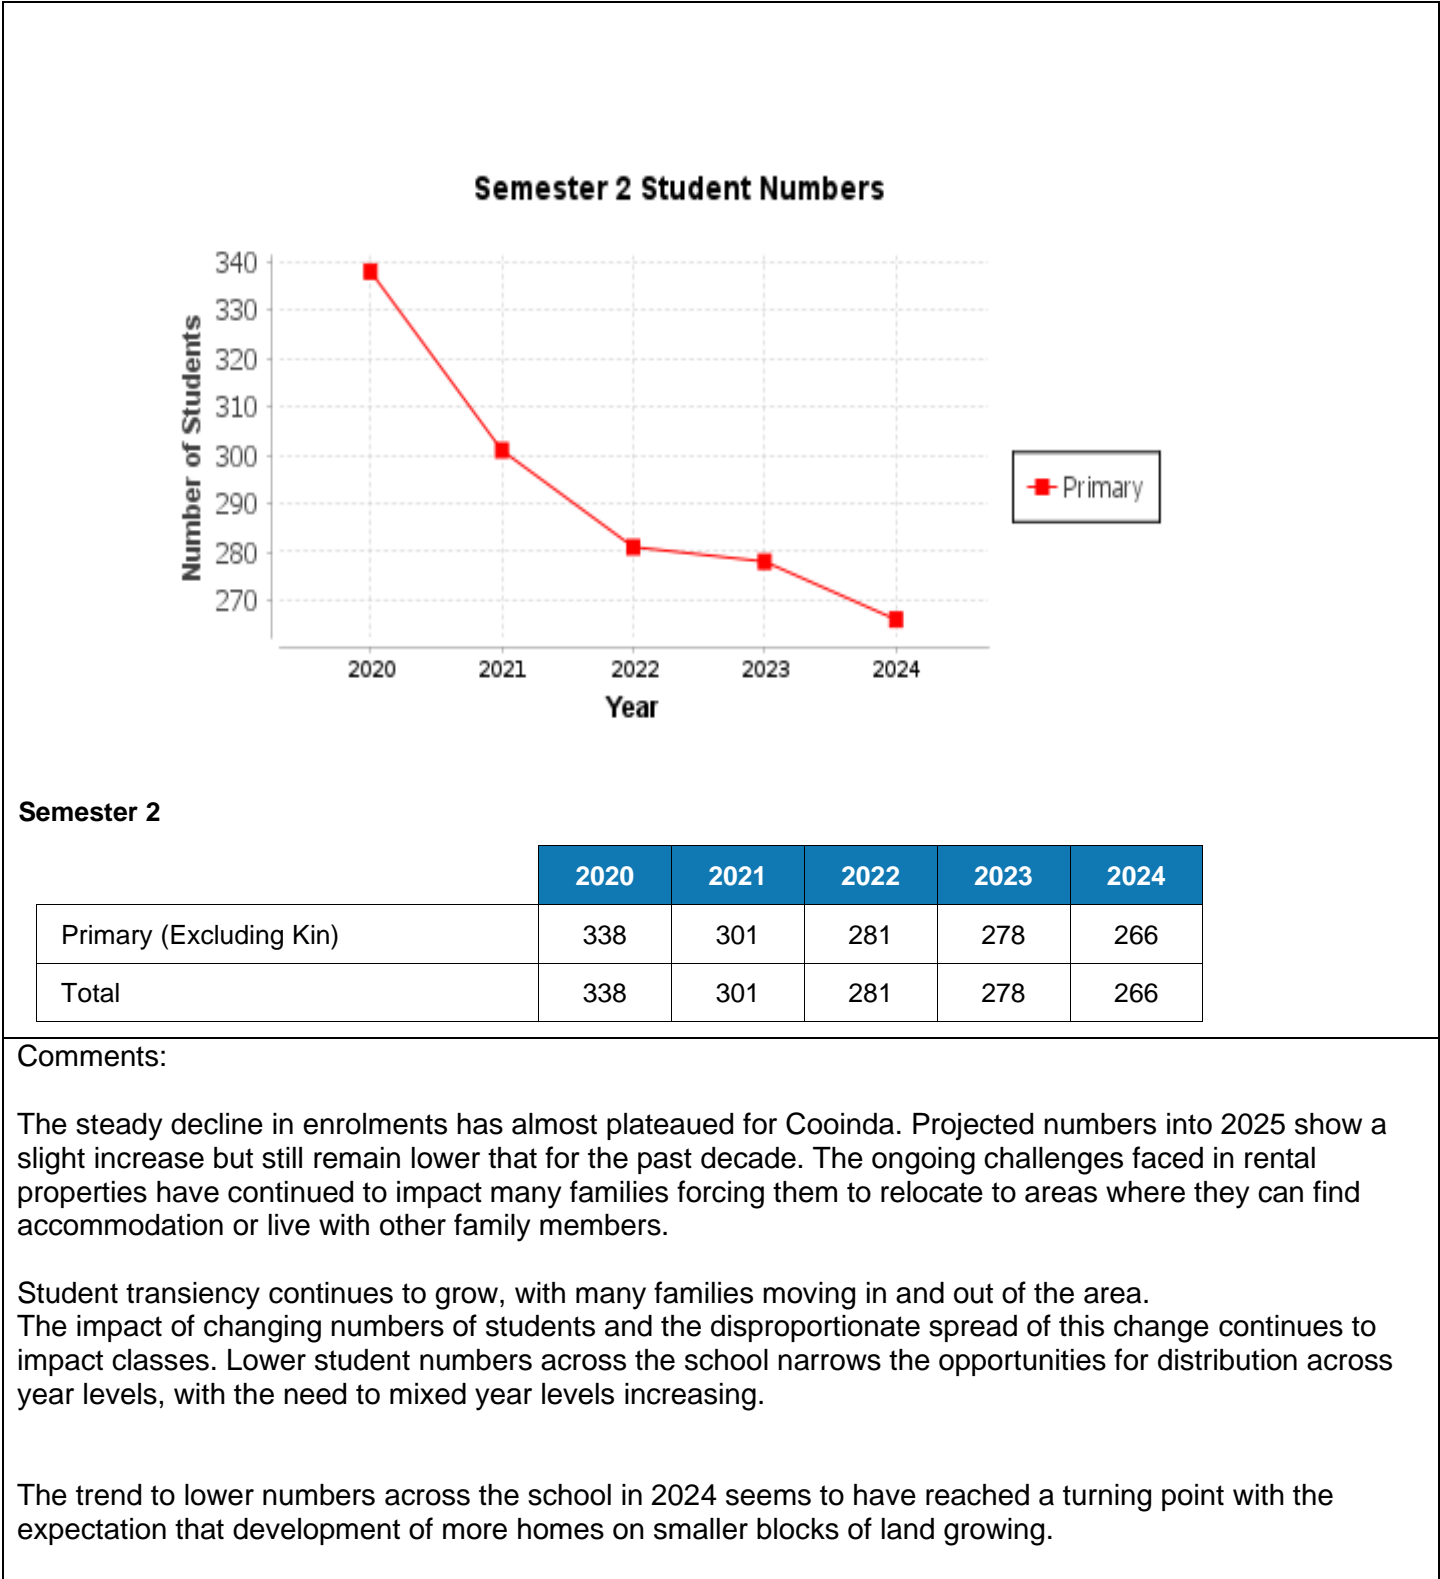 Semester 2 Student Numbers
340
330
320
310
300
290
280
270
Number of Students
2020 2021 2022 2023 2024
Year
Primary
Semester 2
2020 2021 2022 2023 2024
Primary (Excluding Kin) 338 301 281 278 266
Total 338 301 281 278 266
Comments:
The steady decline in enrolments has almost plateaued for Cooinda. Projected numbers into 2025 show a
slight increase but still remain lower that for the past decade. The ongoing challenges faced in rental
properties have continued to impact many families forcing them to relocate to areas where they can find
accommodation or live with other family members.
Student transiency continues to grow, with many families moving in and out of the area.
The impact of changing numbers of students and the disproportionate spread of this change continues to
impact classes. Lower student numbers across the school narrows the opportunities for distribution across
year levels, with the need to mixed year levels increasing.
The trend to lower numbers across the school in 2024 seems to have reached a turning point with the
expectation that development of more homes on smaller blocks of land growing.